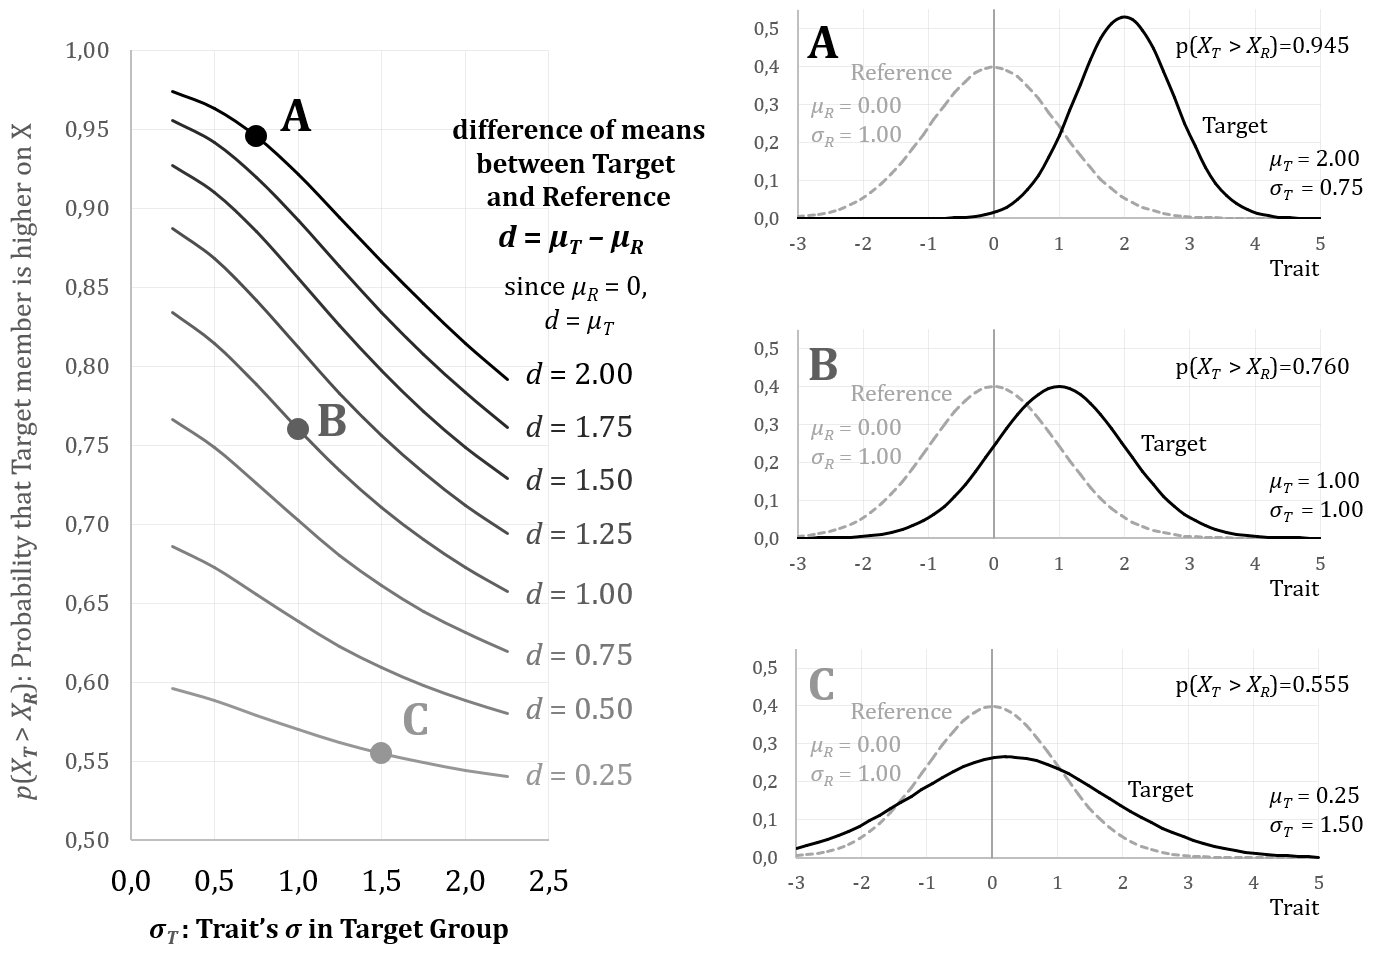 p(X_T > X_R): Probability that Target member is higher on X
1,00
0,95
0,90
0,85
0,80
0,75
0,70
0,65
0,60
0,55
0,50
0,0 0,5 1,0 1,5 2,0 2,5
σ_T: Trait’s σ in Target Group
A
B
C
difference of means
between Target
and Reference
d = μ_T – μ_R
since μ_R = 0,
d = μ_T
d = 2.00
d = 1.75
d = 1.50
d = 1.25
d = 1.00
d = 0.75
d = 0.50
d = 0.25
A
p(X_T > X_R)=0.945
Reference
μ_R = 0.00
σ_R = 1.00
Target
μ_T = 2.00
σ_T = 0.75
0,5
0,4
0,3
0,2
0,1
0,0
-3 -2 -1 0 1 2 3 4 5
Trait
B
p(X_T > X_R)=0.760
Reference
μ_R = 0.00
σ_R = 1.00
Target
μ_T = 1.00
σ_T = 1.00
0,5
0,4
0,3
0,2
0,1
0,0
-3 -2 -1 0 1 2 3 4 5
Trait
C
p(X_T > X_R)=0.555
Reference
μ_R = 0.00
σ_R = 1.00
Target
μ_T = 0.25
σ_T = 1.50
0,5
0,4
0,3
0,2
0,1
0,0
-3 -2 -1 0 1 2 3 4 5
Trait